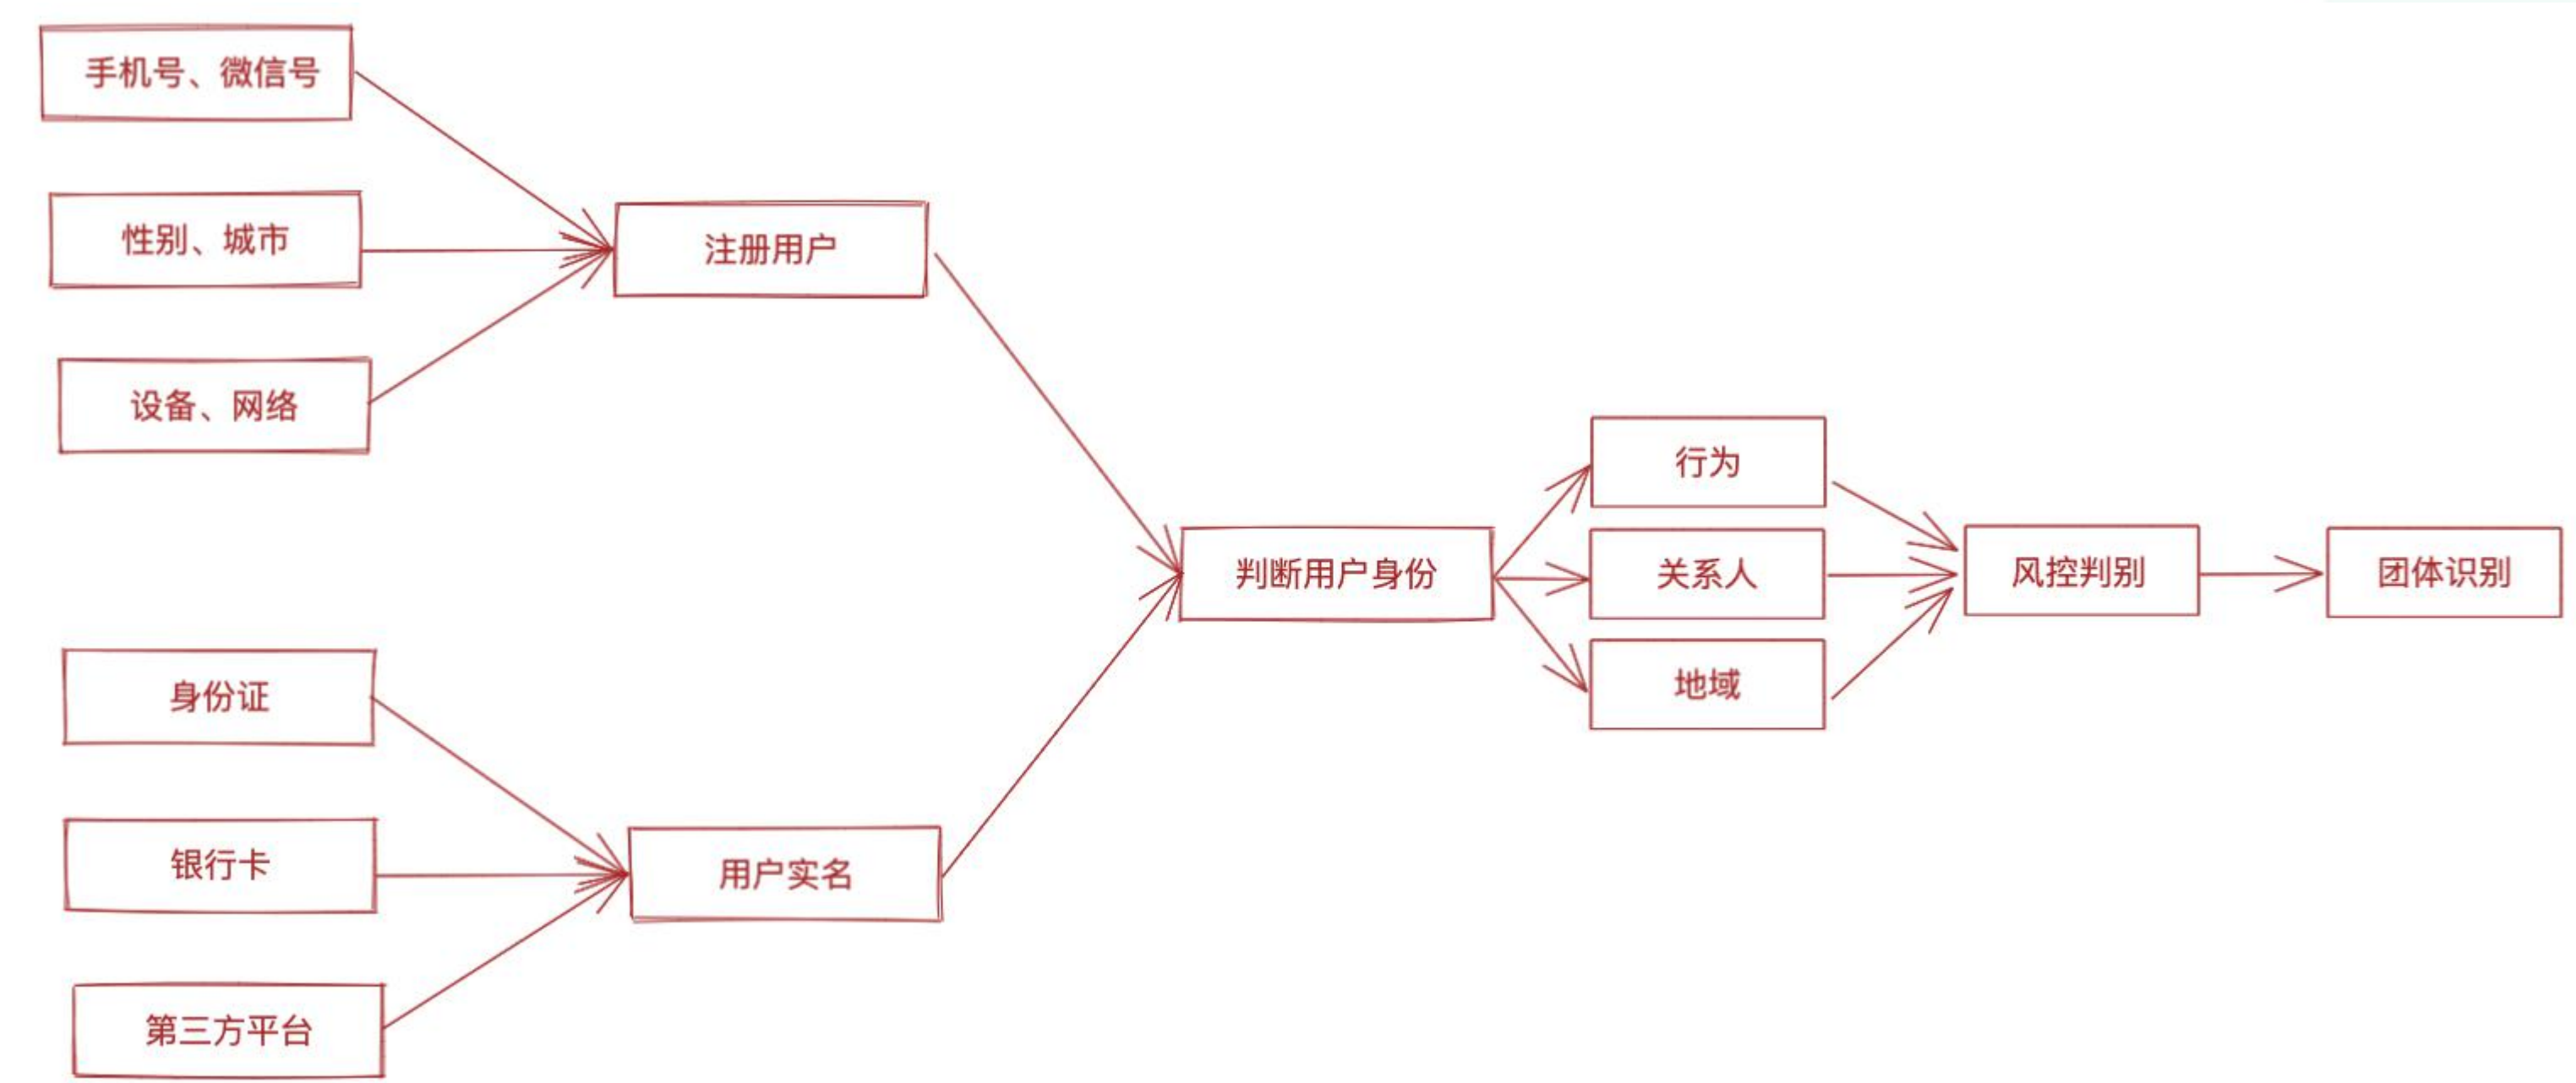 手机号、微信号
性别、城市
设备、网络
注册用户
身份证
银行卡
第三方平台
用户实名
判断用户身份
行为
关系人
地域
风控判别
团体识别